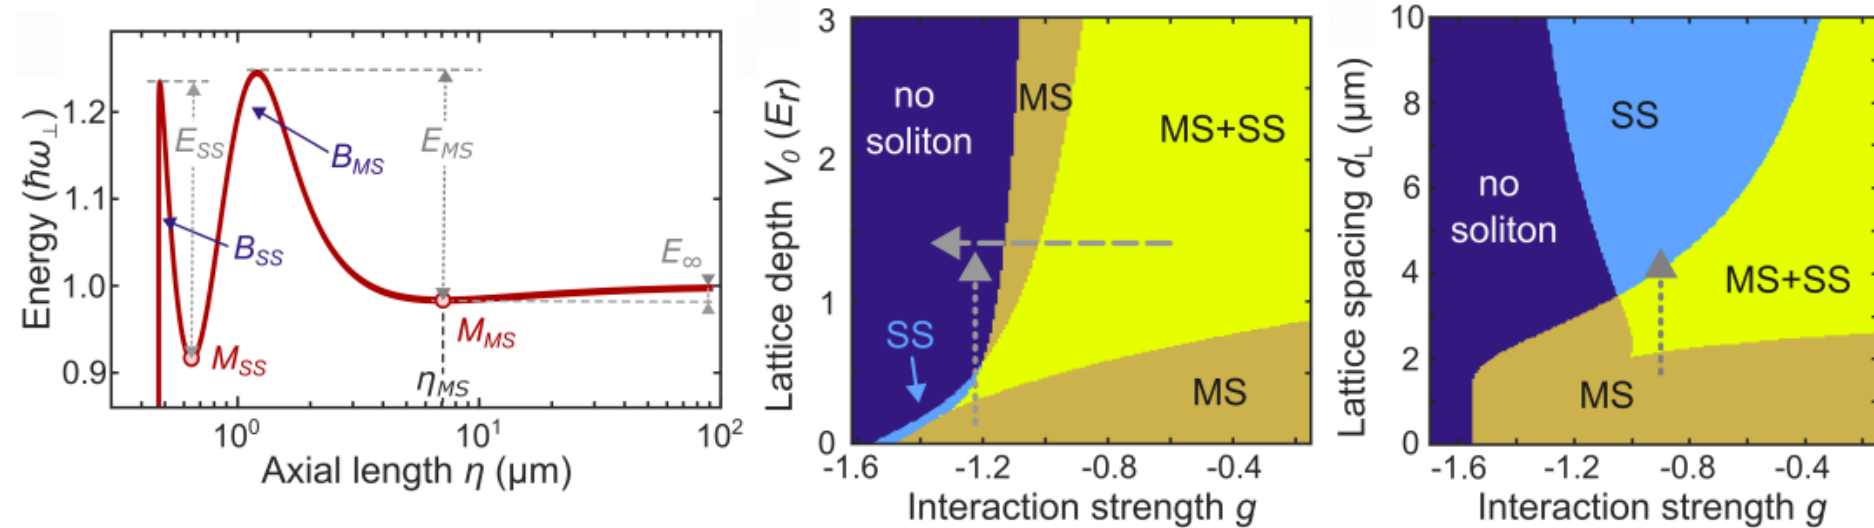 Energy (ħω⊥)
1.2
1.1
1.0
0.9
E_SS
B_MS
B_SS
E_MS
E_∞
M_SS
M_MS
η_MS
10^0
10^1
10^2
Axial length η (μm)
Lattice depth V_0 (Er)
3
2
1
0
no
soliton
MS
MS+SS
SS
MS
-1.6
-1.2
-0.8
-0.4
Interaction strength g
Lattice spacing d_L (μm)
10
8
6
4
2
0
SS
no
soliton
MS+SS
MS
-1.6
-1.2
-0.8
-0.4
Interaction strength g